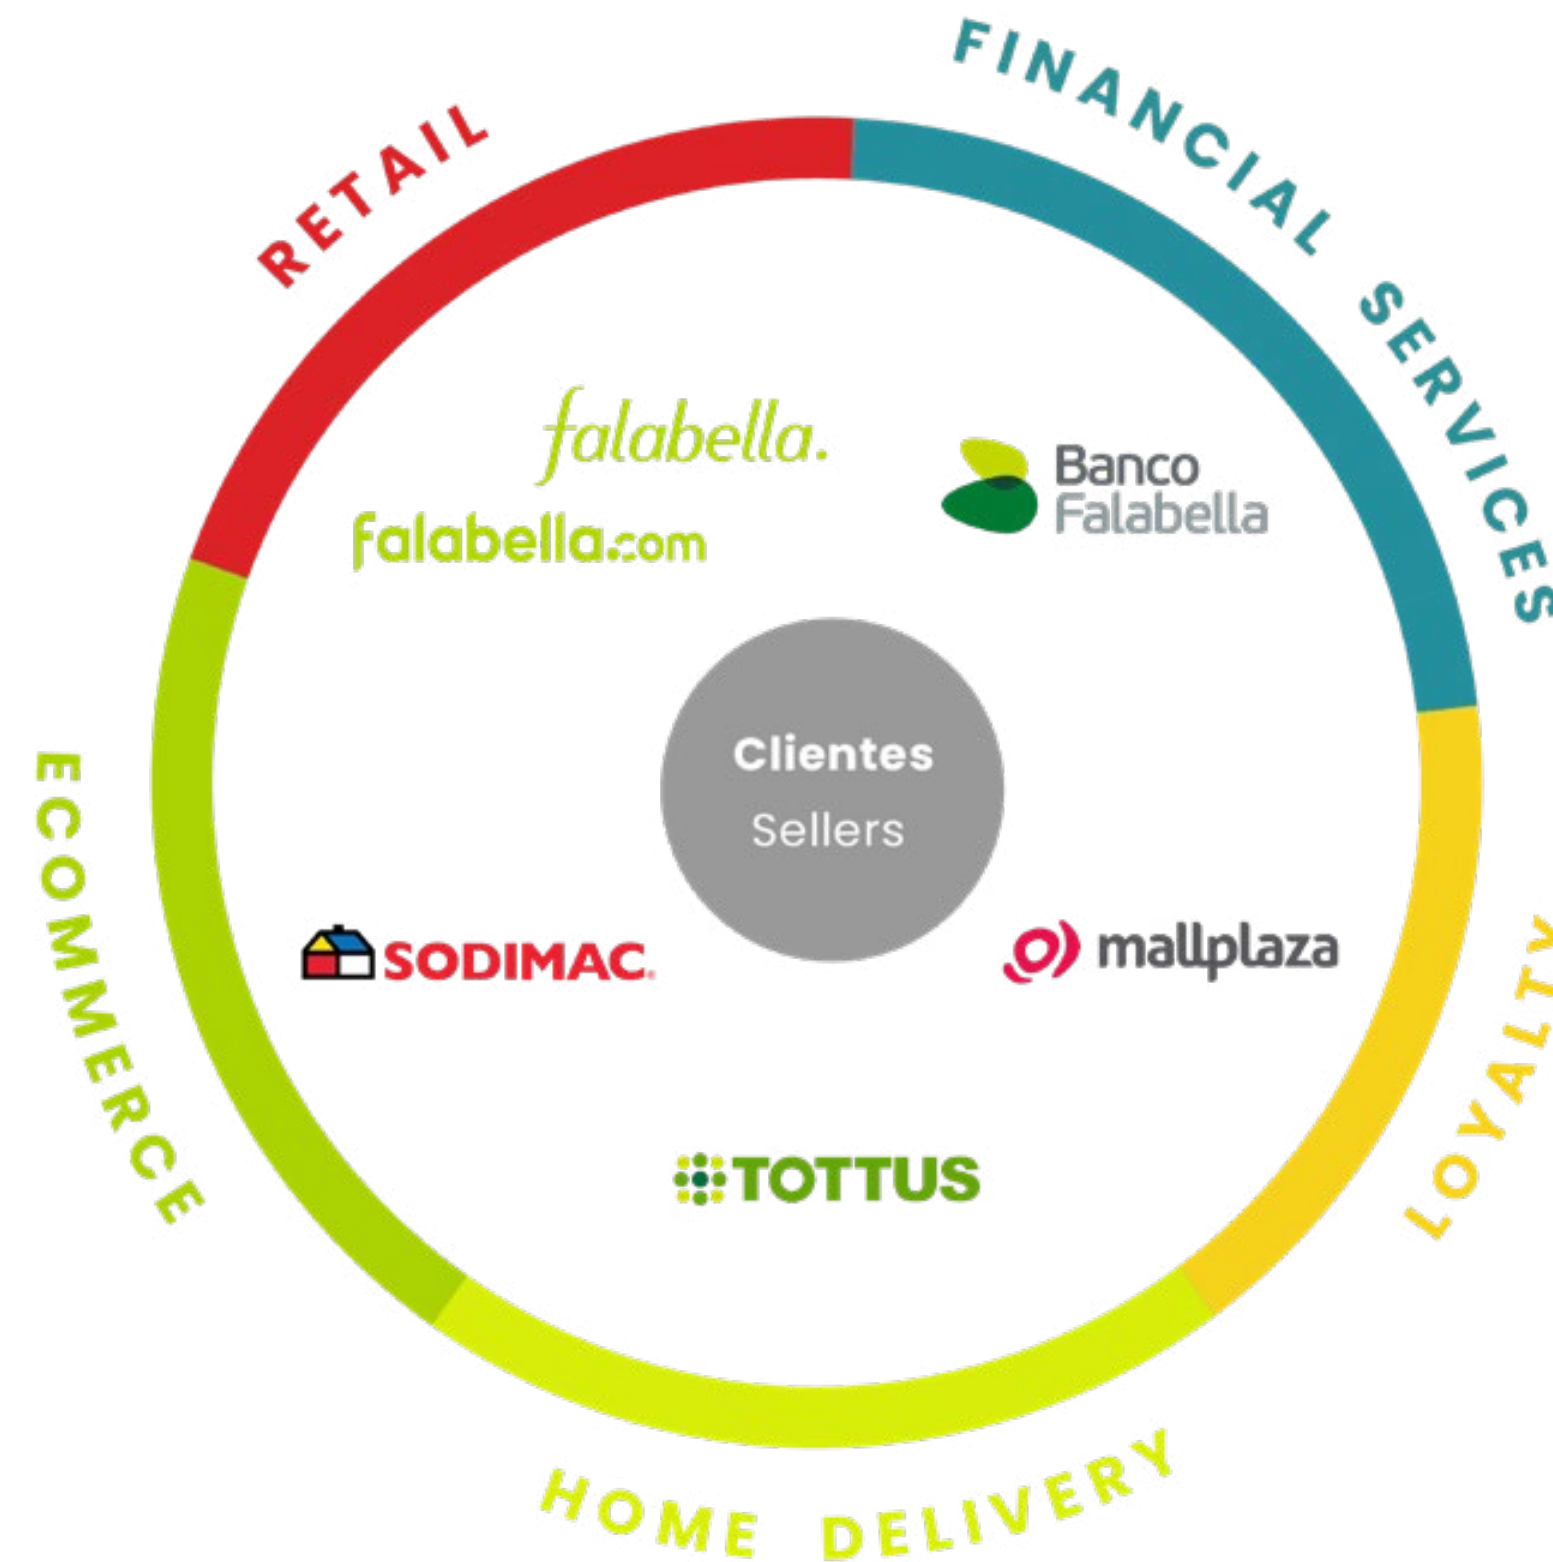 FINANCIAL SERVICES
RETAIL
falabella.
falabella.com
Banco
Falabella
Clientes
Sellers
ECOMMERCE
SODIMAC
mallplaza
LOYALTY
TOTTUS
HOME DELIVERY